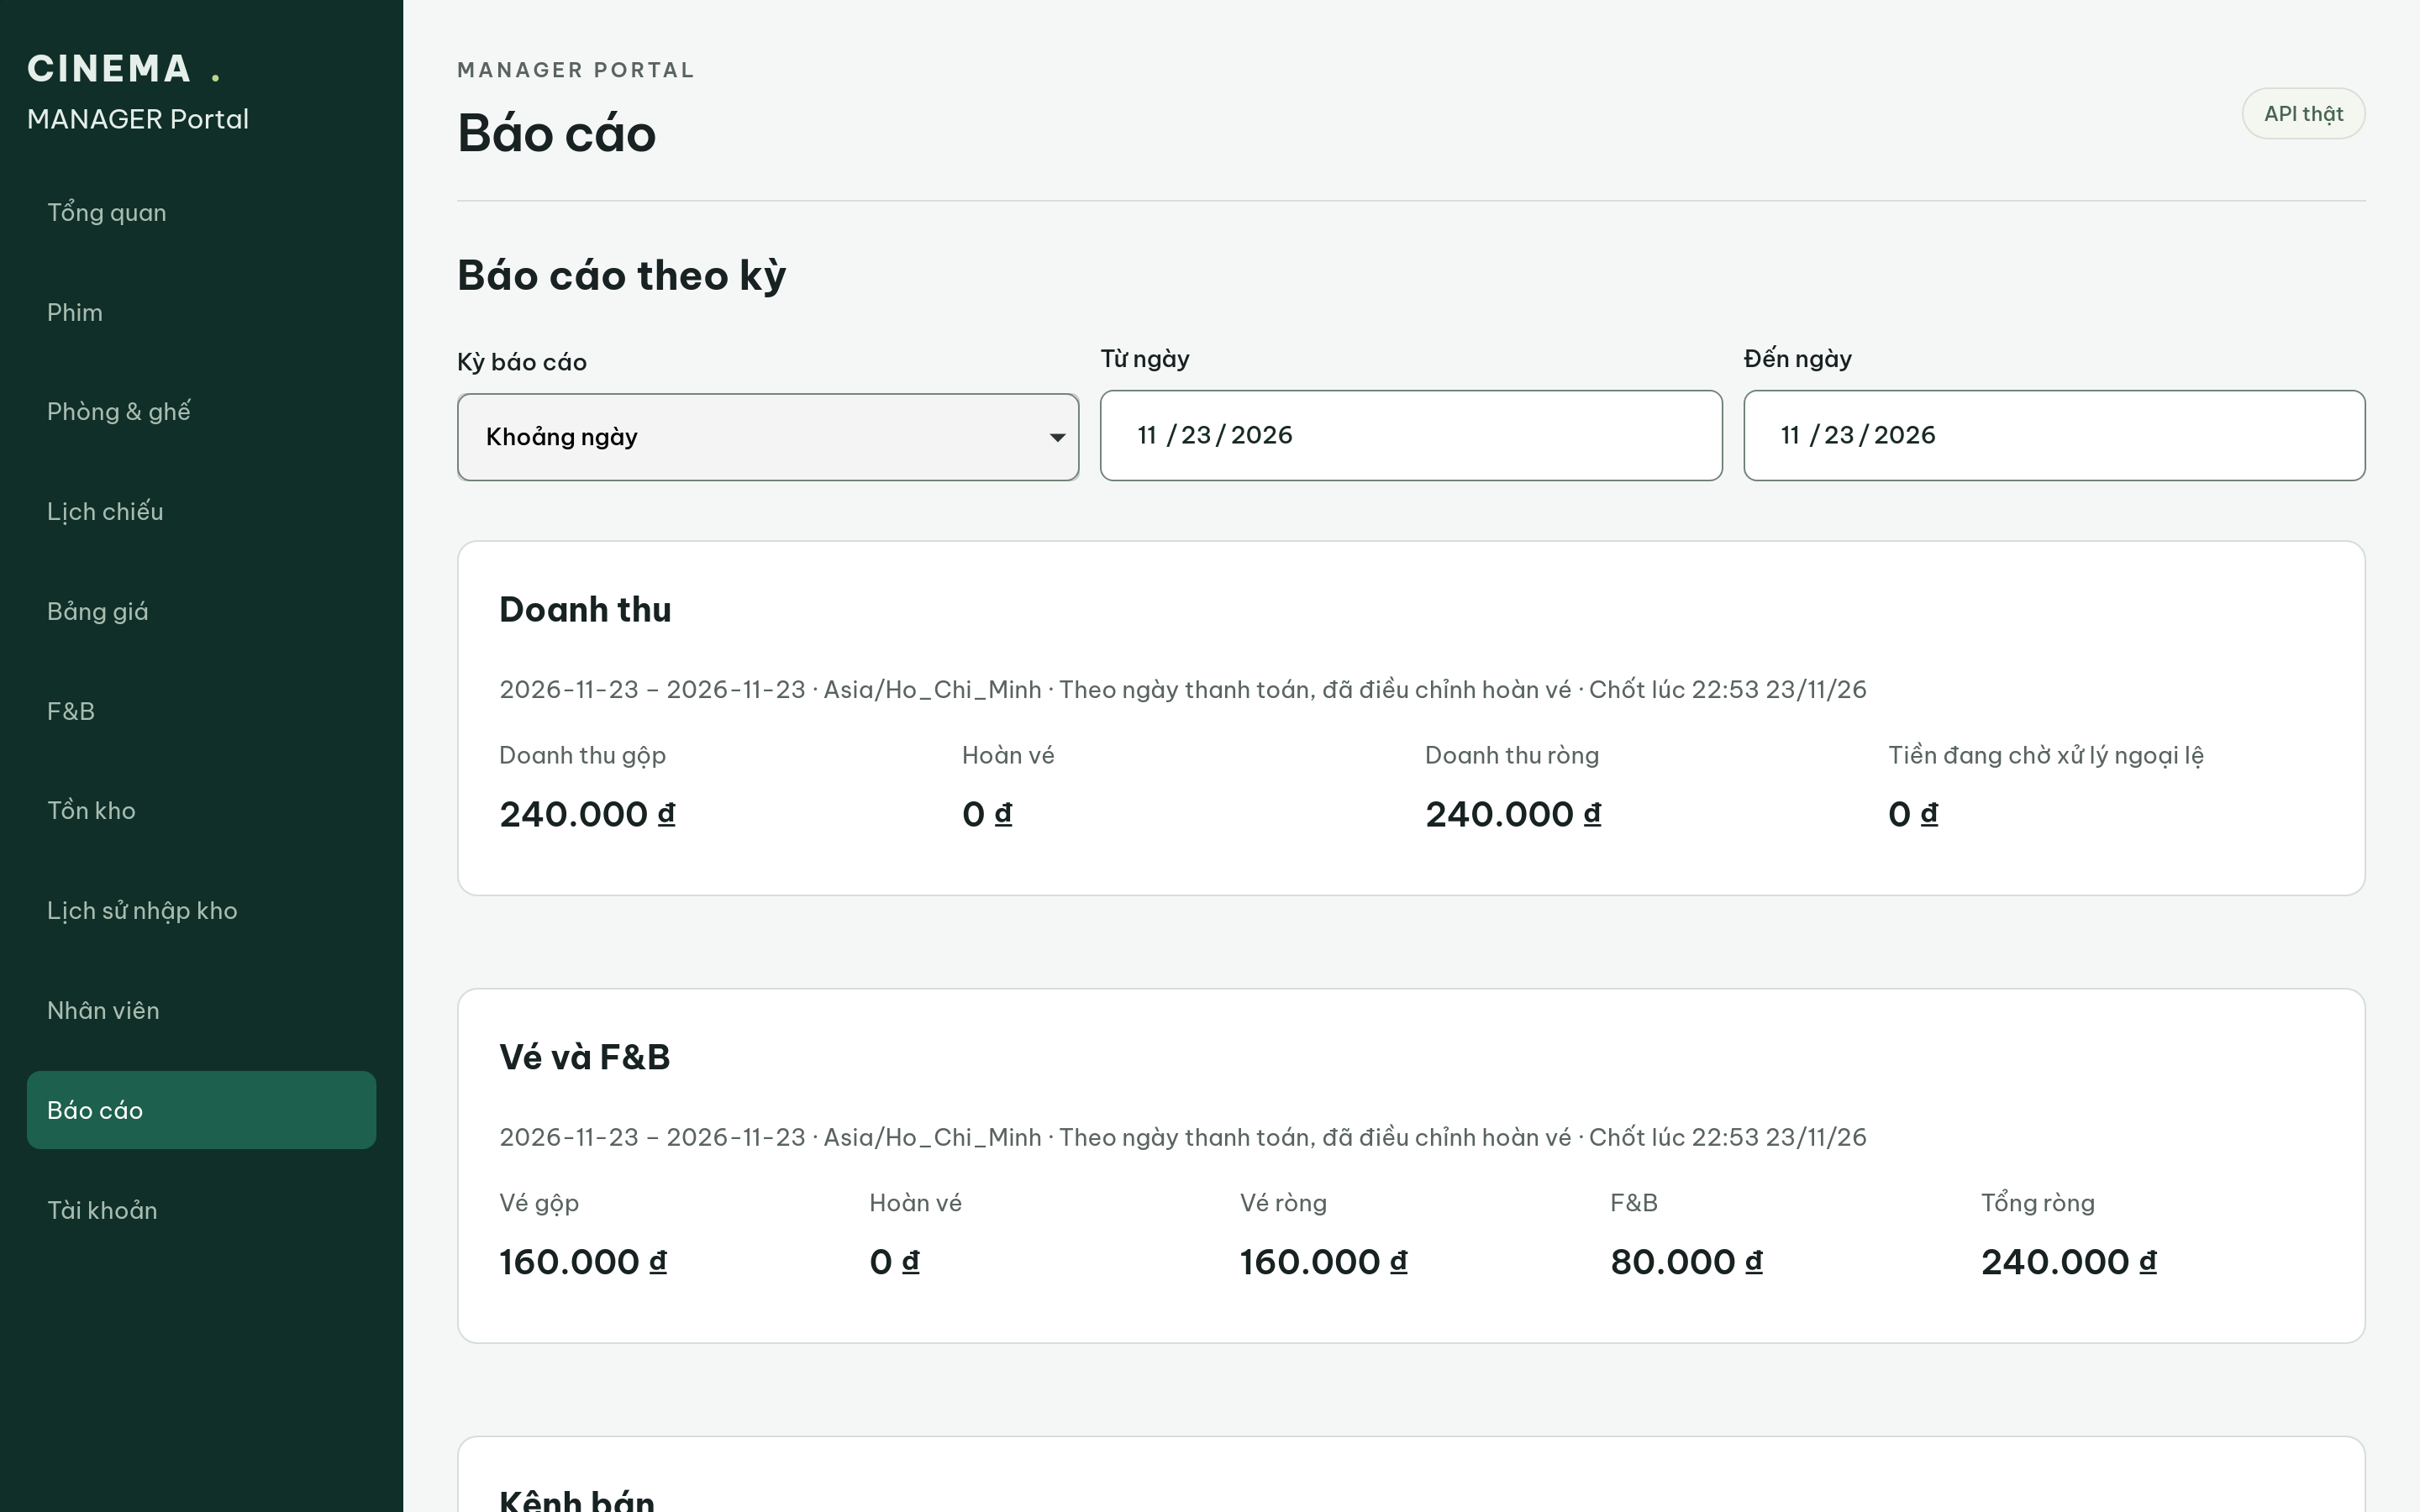 CINEMA .
MANAGER Portal
Tổng quan
Phim
Phòng & ghế
Lịch chiếu
Bảng giá
F&B
Tồn kho
Lịch sử nhập kho
Nhân viên
Báo cáo
Tài khoản
MANAGER PORTAL
Báo cáo
API thật
Báo cáo theo kỳ
Kỳ báo cáo
Từ ngày
Đến ngày
Khoảng ngày
11 / 23 / 2026
11 / 23 / 2026
Doanh thu
2026-11-23 – 2026-11-23 · Asia/Ho_Chi_Minh · Theo ngày thanh toán, đã điều chỉnh hoàn vé · Chốt lúc 22:53 23/11/26
Doanh thu gộp
Hoàn vé
Doanh thu ròng
Tiền đang chờ xử lý ngoại lệ
240.000 ₫
0 ₫
240.000 ₫
0 ₫
Vé và F&B
2026-11-23 – 2026-11-23 · Asia/Ho_Chi_Minh · Theo ngày thanh toán, đã điều chỉnh hoàn vé · Chốt lúc 22:53 23/11/26
Vé gộp
Hoàn vé
Vé ròng
F&B
Tổng ròng
160.000 ₫
0 ₫
160.000 ₫
80.000 ₫
240.000 ₫
Kênh bán